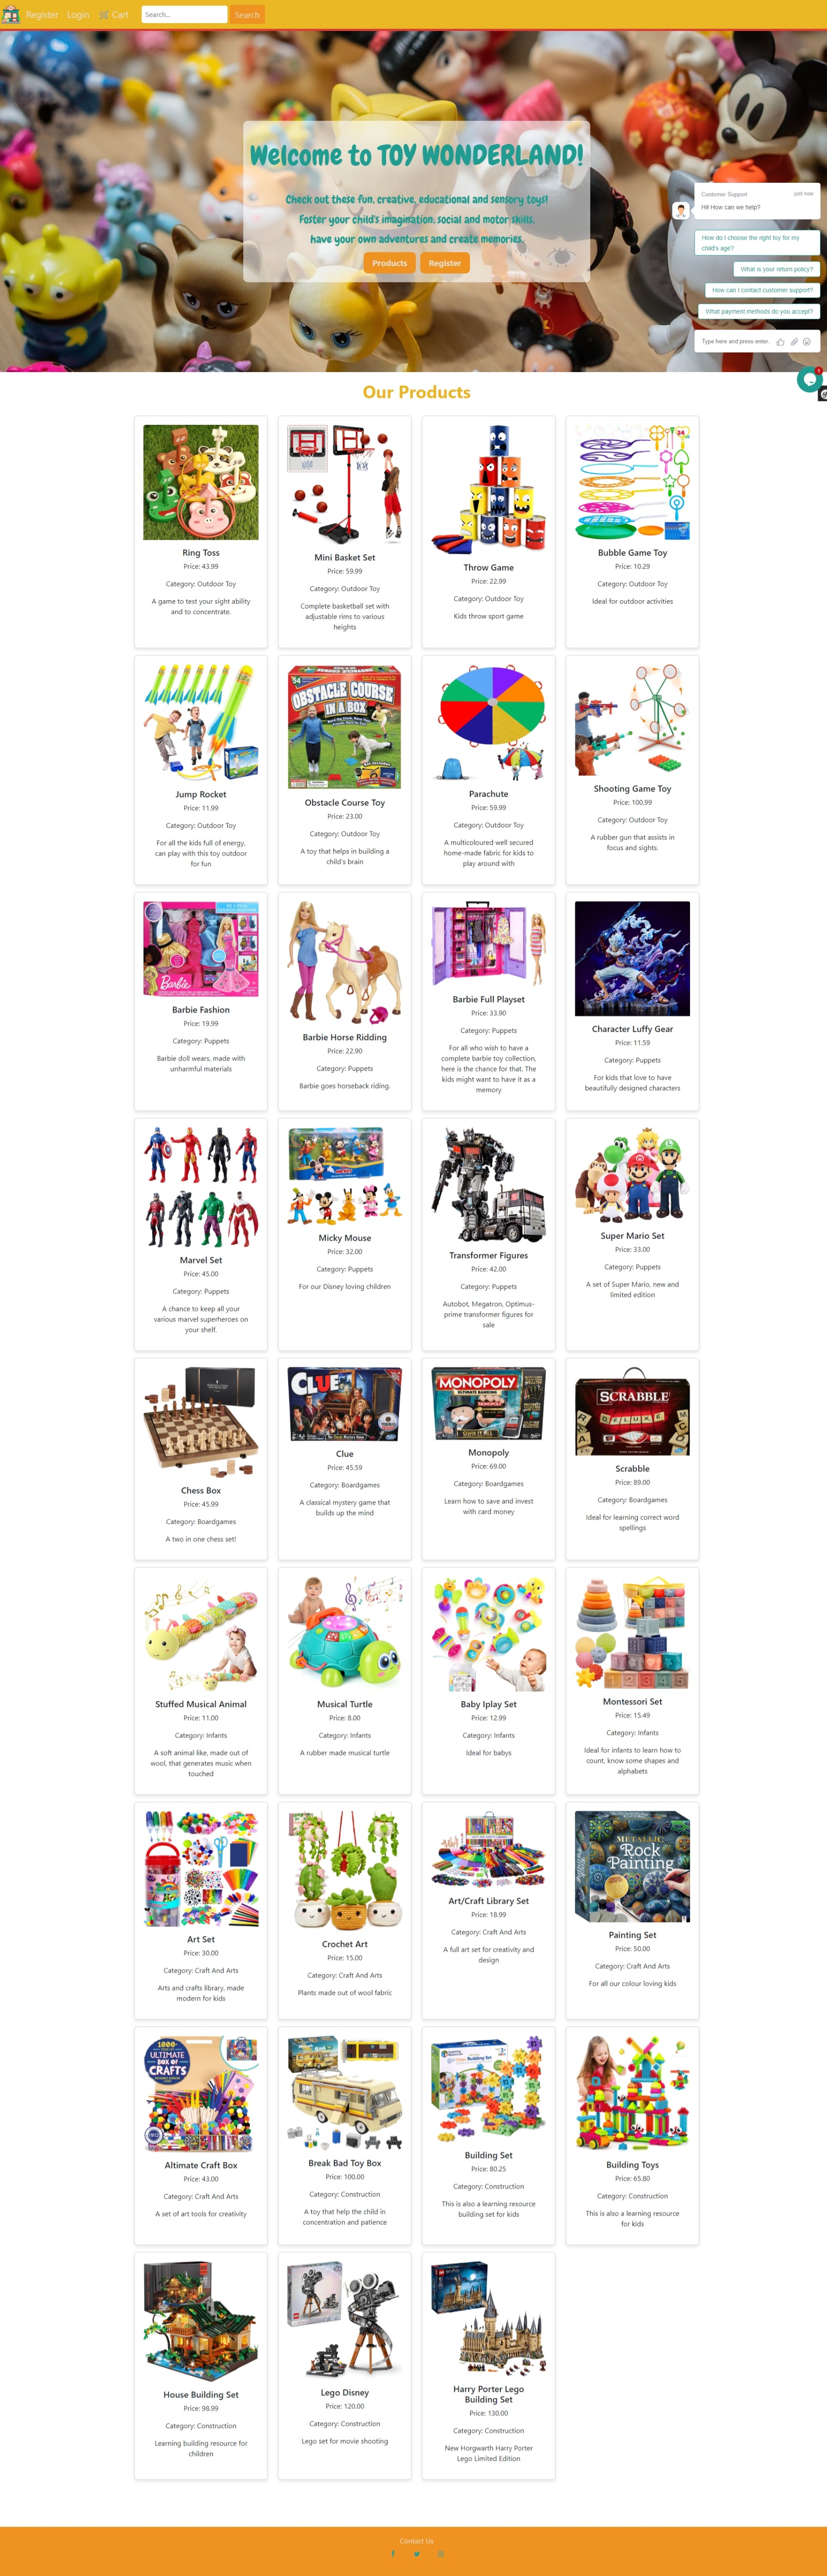 Register Login Cart Search... Search
Welcome to TOY WONDERLAND!
Check out these fun, creative, educational and sensory toys!
Foster your child's imagination, social and motor skills,
have your own adventures and create memories.
Products Register
Customer Support just now
Hi! How can we help?
How do I choose the right toy for my
child's age?
What is your return policy?
How can I contact customer support?
What payment methods do you accept?
Type here and press enter..
1
Our Products
Ring Toss
Price: 43.99
Category: Outdoor Toy
A game to test your sight ability
and to concentrate.
Mini Basket Set
Price: 59.99
Category: Outdoor Toy
Complete basketball set with
adjustable rims to various
heights
Throw Game
Price: 22.99
Category: Outdoor Toy
Kids throw sport game
24
Bubble Game Toy
Price: 10.29
Category: Outdoor Toy
Ideal for outdoor activities
Jump Rocket
Price: 11.99
Category: Outdoor Toy
For all the kids full of energy,
can play with this toy outdoor
for fun
54
OBSTACLE COURSE
IN A BOX
Obstacle Course Toy
Price: 23.00
Category: Outdoor Toy
A toy that helps in building a
child's brain
Parachute
Price: 59.99
Category: Outdoor Toy
A multicoloured well secured
home-made fabric for kids to
play around with
Shooting Game Toy
Price: 100.99
Category: Outdoor Toy
A rubber gun that assists in
focus and sights.
Barbie
Barbie Fashion
Price: 19.99
Category: Puppets
Barbie doll wears, made with
unharmful materials
Barbie Horse Ridding
Price: 22.90
Category: Puppets
Barbie goes horseback riding.
Barbie Full Playset
Price: 33.90
Category: Puppets
For all who wish to have a
complete barbie toy collection,
here is the chance for that. The
kids might want to have it as a
memory
Character Luffy Gear
Price: 11.59
Category: Puppets
For kids that love to have
beautifully designed characters
Marvel Set
Price: 45.00
Category: Puppets
A chance to keep all your
various marvel superheroes on
your shelf.
MICKEY
Micky Mouse
Price: 32.00
Category: Puppets
For our Disney loving children
Transformer Figures
Price: 42.00
Category: Puppets
Autobot, Megatron, Optimus-
prime transformer figures for
sale
Super Mario Set
Price: 33.00
Category: Puppets
A set of Super Mario, new and
limited edition
Chess Box
Price: 45.99
Category: Boardgames
A two in one chess set!
CLUE
Clue
Price: 45.59
Category: Boardgames
A classical mystery game that
builds up the mind
MONOPOLY
ULTIMATE BANKING
OWN IT ALL
Monopoly
Price: 69.00
Category: Boardgames
Learn how to save and invest
with card money
SCRABBLE
DELUXE
Scrabble
Price: 89.00
Category: Boardgames
Ideal for learning correct word
spellings
Stuffed Musical Animal
Price: 11.00
Category: Infants
A soft animal like, made out of
wool, that generates music when
touched
Musical Turtle
Price: 8.00
Category: Infants
A rubber made musical turtle
Baby Iplay Set
Price: 12.99
Category: Infants
Ideal for babys
1 2 3 4 5
Montessori Set
Price: 15.49
Category: Infants
Ideal for infants to learn how to
count, know some shapes and
alphabets
Art Set
Price: 30.00
Category: Craft And Arts
Arts and crafts library, made
modern for kids
Crochet Art
Price: 15.00
Category: Craft And Arts
Plants made out of wool fabric
Art/Craft Library Set
Price: 18.99
Category: Craft And Arts
A full art set for creativity and
design
METALLIC
Rock
Painting
Painting Set
Price: 50.00
Category: Craft And Arts
For all our colour loving kids
1000+
ULTIMATE
BOX OF
CRAFTS
Altimate Craft Box
Price: 43.00
Category: Craft And Arts
A set of art tools for creativity
Break Bad Toy Box
Price: 100.00
Category: Construction
A toy that help the child in
concentration and patience
Building Set
Building Set
Price: 80.25
Category: Construction
This is also a learning resource
building set for kids
Building Toys
Price: 65.80
Category: Construction
This is also a learning resource
for kids
House Building Set
Price: 98.99
Category: Construction
Learning building resource for
children
Lego Disney
Price: 120.00
Category: Construction
Lego set for movie shooting
Harry Porter Lego
Building Set
Price: 130.00
Category: Construction
New Horgwarth Harry Porter
Lego Limited Edition
Contact Us